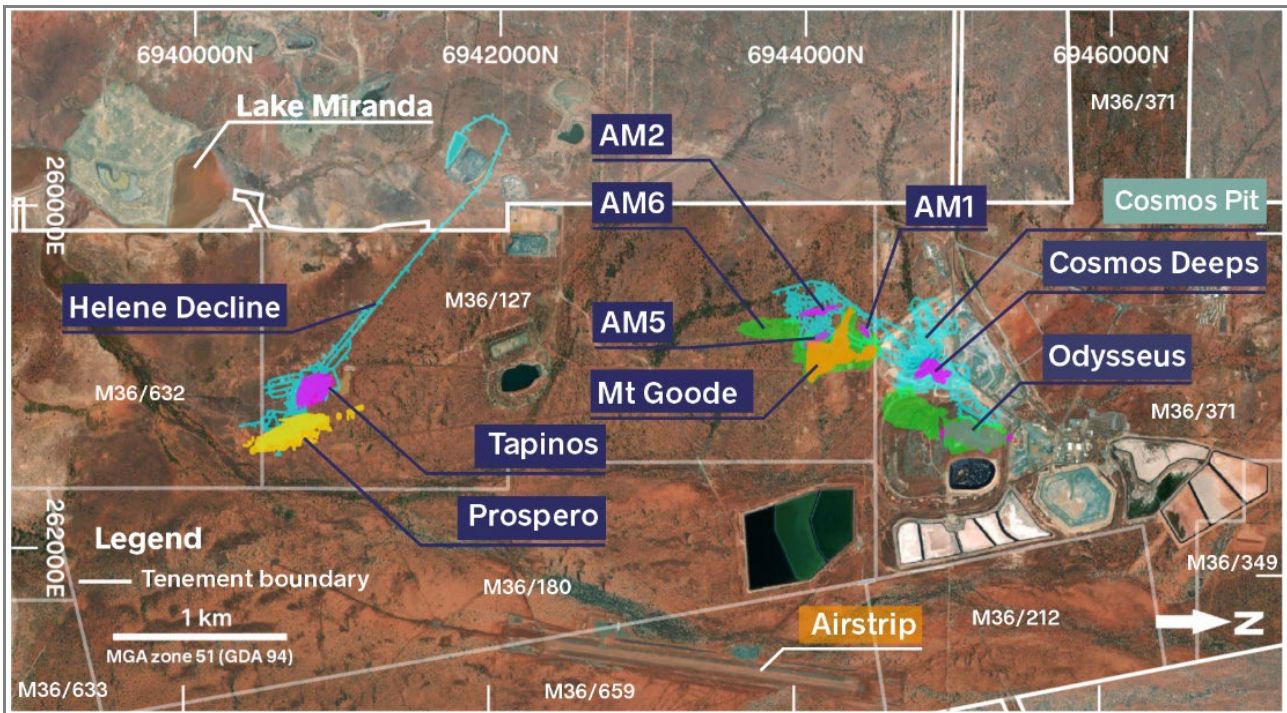 6940000N
6942000N
6944000N
6946000N
M36/371
Lake Miranda
260000E
AM2
AM6
AM1
Cosmos Pit
Cosmos Deeps
Helene Decline
M36/127
AM5
Odysseus
M36/632
Mt Goode
M36/371
Tapinos
Prospero
262000E
Legend
Tenement boundary
1 km
MGA zone 51 (GDA 94)
M36/180
M36/349
Airstrip
M36/212
N
M36/633
M36/659